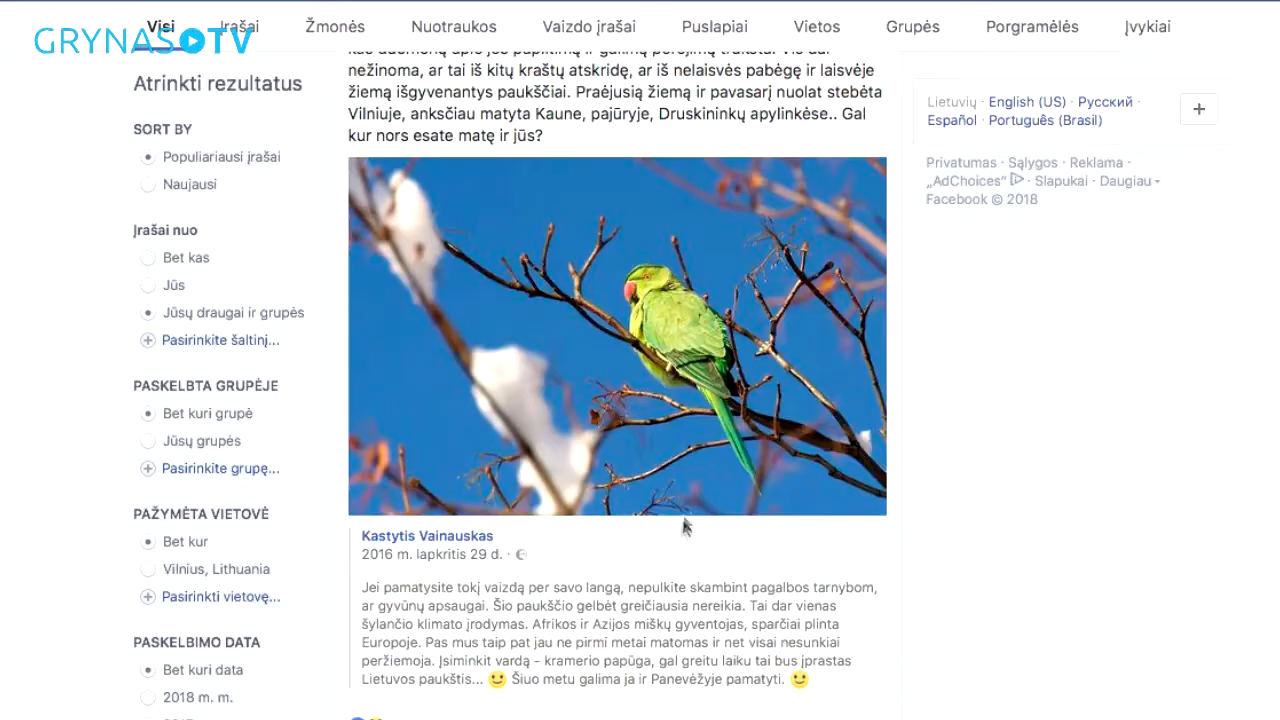 GRYNAS TV
Visi Įrašai Žmonės Nuotraukos Vaizdo įrašai Puslapiai Vietos Grupės Porgramėlės Įvykiai
Atrinkti rezultatus
SORT BY
Populiariausi įrašai
Naujausi
Įrašai nuo
Bet kas
Jūs
Jūsų draugai ir grupės
Pasirinkite šaltinį...
PASKELBTA GRUPĖJE
Bet kuri grupė
Jūsų grupės
Pasirinkite grupę...
PAŽYMĖTA VIETOVĖ
Bet kur
Vilnius, Lithuania
Pasirinkti vietovę...
PASKELBIMO DATA
Bet kuri data
2018 m. m.
nežinoma, ar tai iš kitų kraštų atskridę, ar iš nelaisvės pabėgę ir laisvėje
žiemą išgyvenantys paukščiai. Praėjusią žiemą ir pavasarį nuolat stebėta
Vilniuje, anksčiau matyta Kaune, pajūryje, Druskininkų apylinkėse.. Gal
kur nors esate matę ir jūs?
Kastytis Vainauskas
2016 m. lapkritis 29 d. ·
Jei pamatysite tokį vaizdą per savo langą, nepulkite skambint pagalbos tarnybom,
ar gyvūnų apsaugai. Šio paukščio gelbėt greičiausia nereikia. Tai dar vienas
šylančio klimato įrodymas. Afrikos ir Azijos miškų gyventojas, sparčiai plinta
Europoje. Pas mus taip pat jau ne pirmi metai matomas ir net visai nesunkiai
peržiemoja. Įsiminkit vardą - kramerio papūga, gal greitu laiku tai bus įprastas
Lietuvos paukštis... 🙂 Šiuo metu galima ja ir Panevėžyje pamatyti. 🙂
Lietuvių · English (US) · Русский ·
Español · Português (Brasil)
Privatumas · Sąlygos · Reklama ·
„AdChoices“ · Slapukai · Daugiau
Facebook © 2018